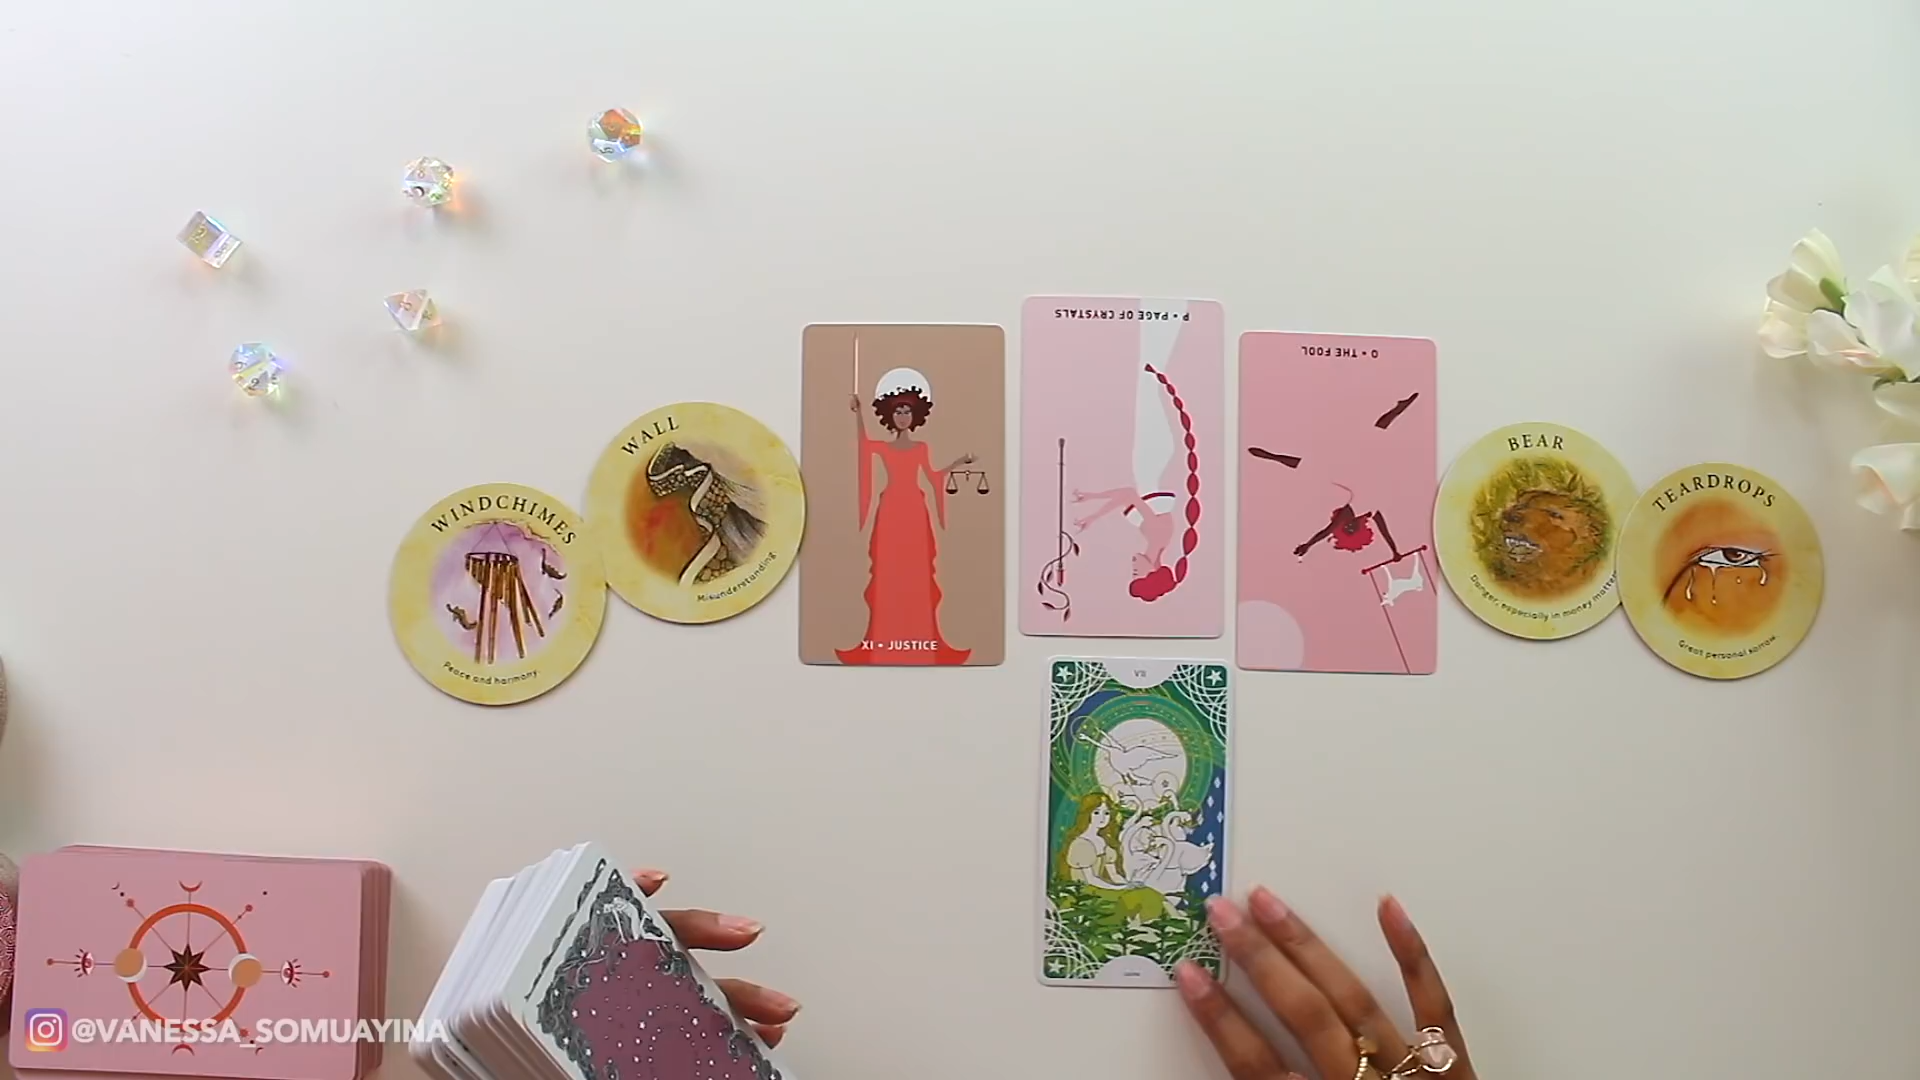 WINDCHIMES
Peace and harmony.
WALL
Misunderstanding
XI • JUSTICE
P • PAGE OF CRYSTALS
0 • THE FOOL
BEAR
Danger, especially in money matters
TEARDROPS
Great personal sorrow.
VII
2
@VANESSA_SOMUAYINA